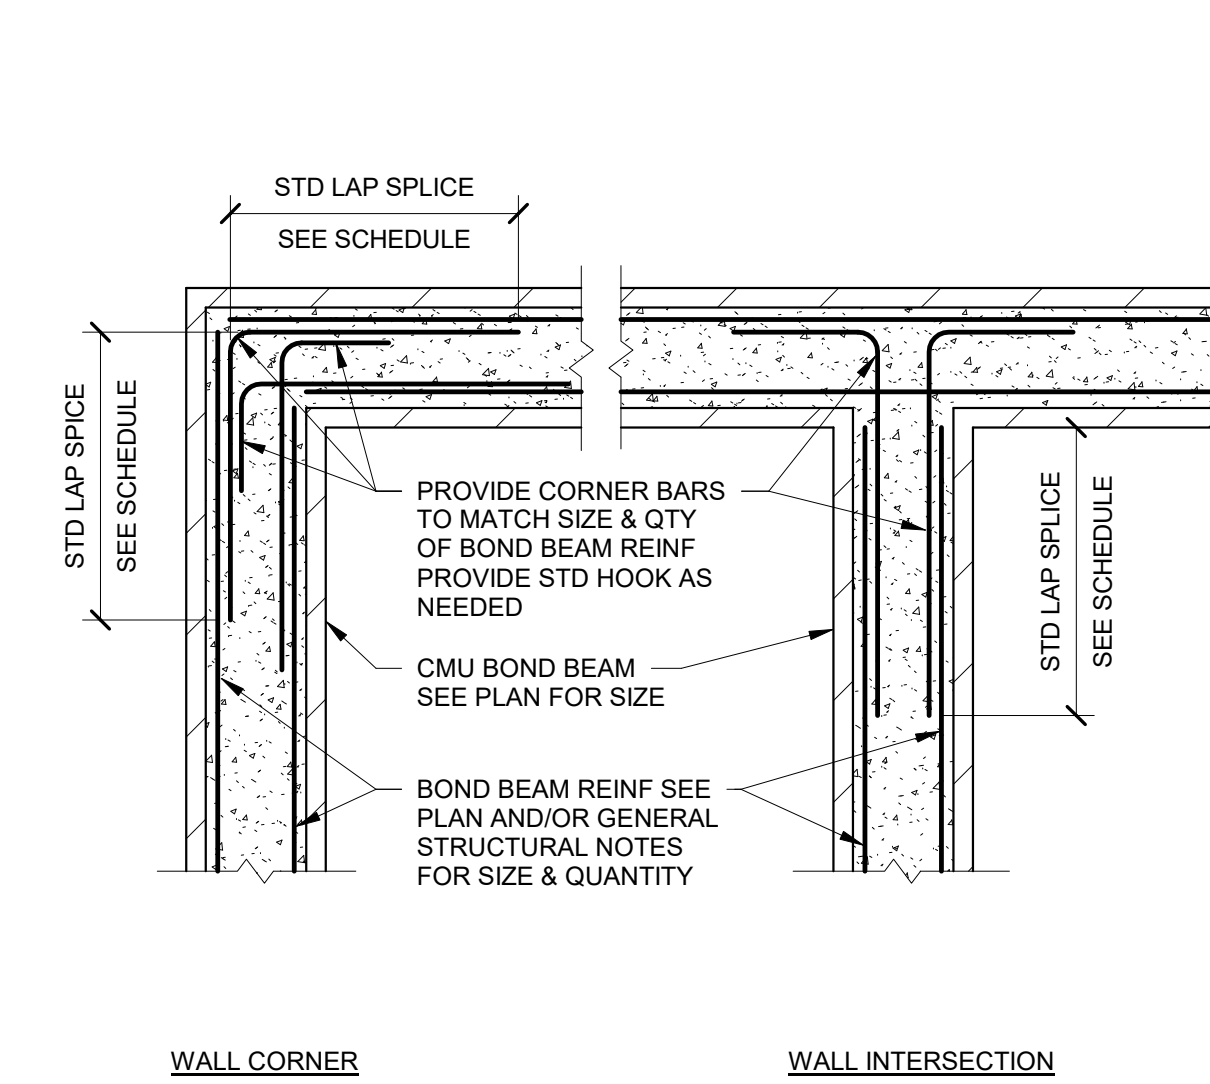 STD LAP SPLICE
SEE SCHEDULE
STD LAP SPICE
SEE SCHEDULE
PROVIDE CORNER BARS
TO MATCH SIZE & QTY
OF BOND BEAM REINF
PROVIDE STD HOOK AS
NEEDED
CMU BOND BEAM
SEE PLAN FOR SIZE
BOND BEAM REINF SEE
PLAN AND/OR GENERAL
STRUCTURAL NOTES
FOR SIZE & QUANTITY
STD LAP SPLICE
SEE SCHEDULE
WALL CORNER
WALL INTERSECTION